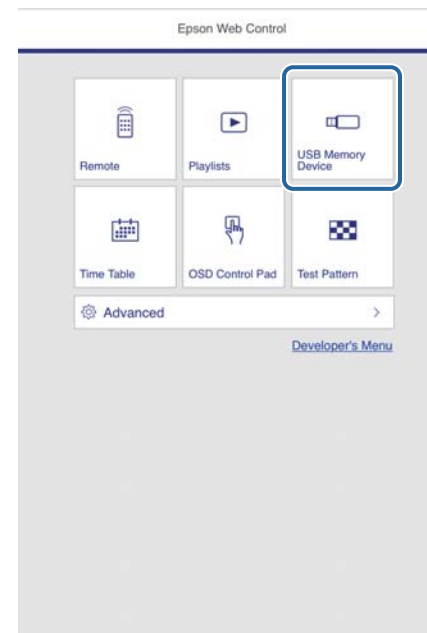 Epson Web Control
Remote
Playlists
USB Memory
Device
Time Table
OSD Control Pad
Test Pattern
Advanced
Developer's Menu